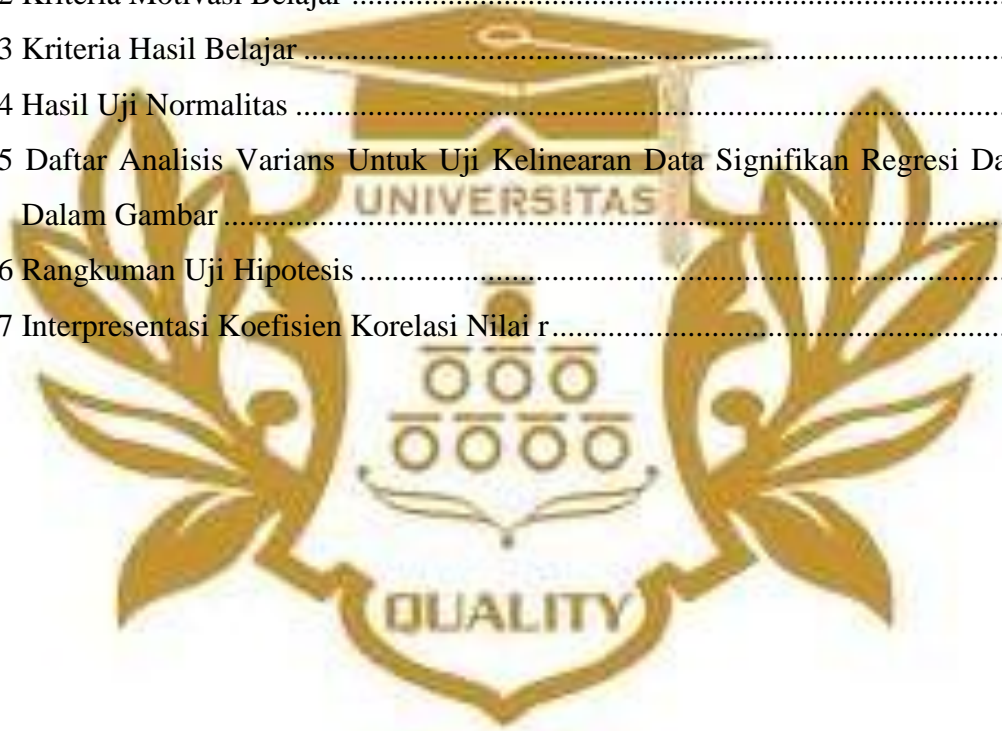 2 Kriteria Motivasi Belajar ....................
3 Kriteria Hasil Belajar ....................
4 Hasil Uji Normalitas ....................
5 Daftar Analisis Varians Untuk Uji Kelinearan Data Signifikan Regresi
Dalam Gambar ....................
UNIVERSITAS
6 Rangkuman Uji Hipotesis ....................
7 Interpresentasi Koefisien Korelasi Nilai r ....................
QUALITY